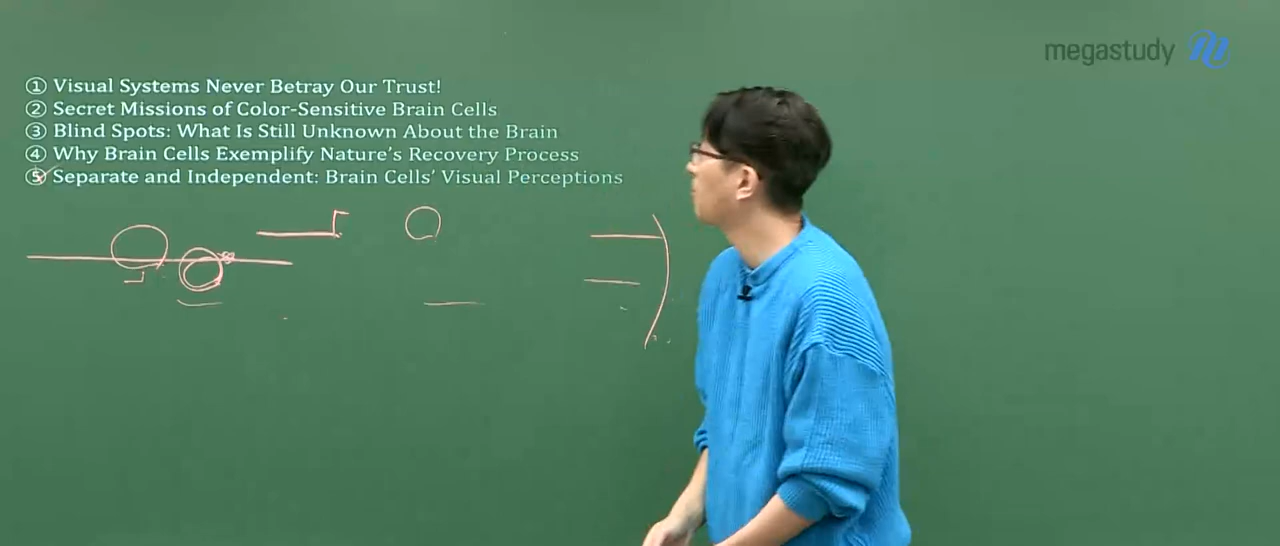 megastudy
① Visual Systems Never Betray Our Trust!
② Secret Missions of Color-Sensitive Brain Cells
③ Blind Spots: What Is Still Unknown About the Brain
④ Why Brain Cells Exemplify Nature's Recovery Process
⑤ Separate and Independent: Brain Cells' Visual Perceptions